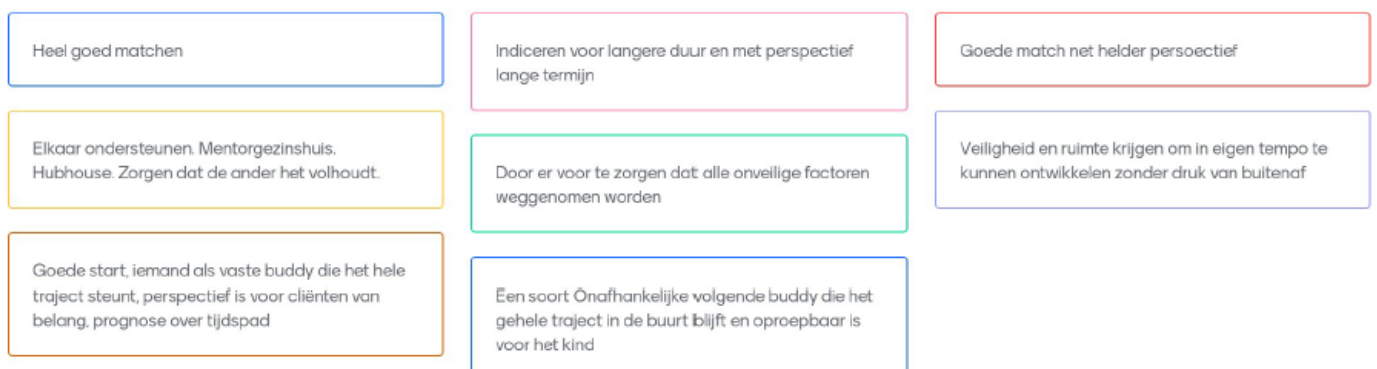 Heel goed matchen
Elkaar ondersteunen. Mentorgezinshuis.
Hubhouse. Zorgen dat de ander het volhoudt.
Goede start, iemand als vaste buddy die het hele
traject steunt, perspectief is voor cliënten van
belang, prognose over tijdspad
Indiceren voor langere duur en met perspectief
lange termijn
Door er voor te zorgen dat alle onveilige factoren
weggenomen worden
Een soort Onafhankelijke volgende buddy die het
gehele traject in de buurt blijft en oproepbaar is
voor het kind
Goede match net helder persoectief
Veiligheid en ruimte krijgen om in eigen tempo te
kunnen ontwikkelen zonder druk van buitenaf